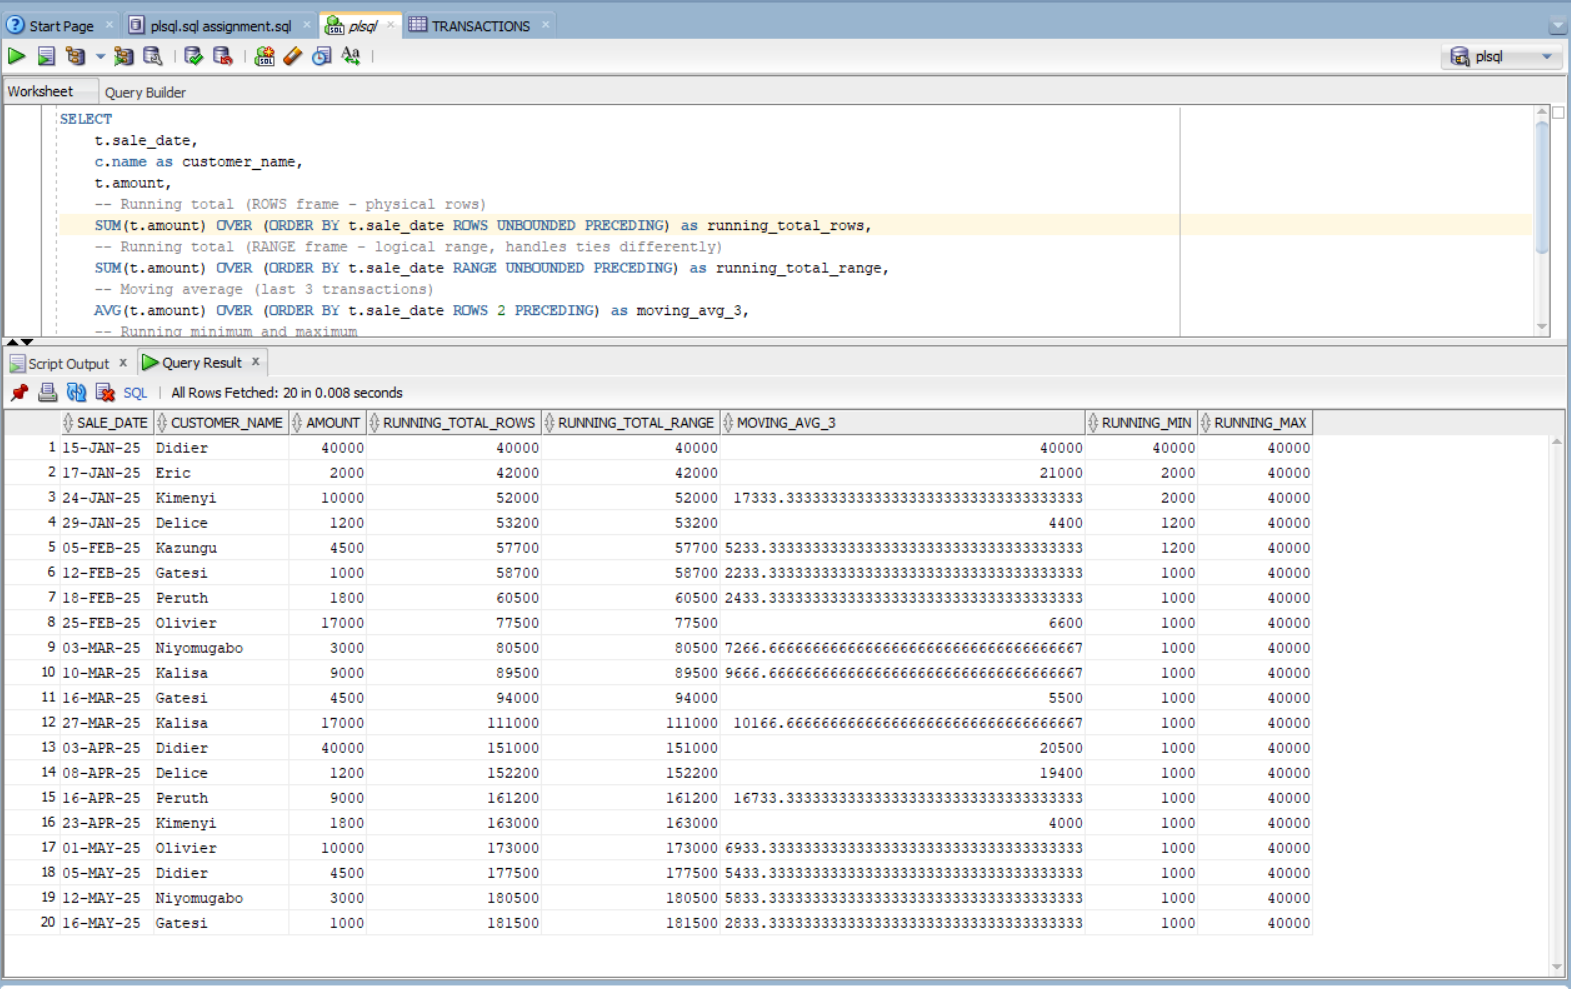 Start Page plsql.sql assignment.sql plsql TRANSACTIONS
plsql
Worksheet Query Builder
SELECT
t.sale_date,
c.name as customer_name,
t.amount,
-- Running total (ROWS frame - physical rows)
SUM(t.amount) OVER (ORDER BY t.sale_date ROWS UNBOUNDED PRECEDING) as running_total_rows,
-- Running total (RANGE frame - logical range, handles ties differently)
SUM(t.amount) OVER (ORDER BY t.sale_date RANGE UNBOUNDED PRECEDING) as running_total_range,
-- Moving average (last 3 transactions)
AVG(t.amount) OVER (ORDER BY t.sale_date ROWS 2 PRECEDING) as moving_avg_3,
-- Running minimum and maximum
Script Output x Query Result x
SQL | All Rows Fetched: 20 in 0.008 seconds
SALE_DATE CUSTOMER_NAME AMOUNT RUNNING_TOTAL_ROWS RUNNING_TOTAL_RANGE MOVING_AVG_3 RUNNING_MIN RUNNING_MAX
1 15-JAN-25 Didier 40000 40000 40000 40000 40000 40000
2 17-JAN-25 Eric 2000 42000 42000 21000 2000 40000
3 24-JAN-25 Kimenyi 10000 52000 52000 17333.33333333333333333333333333333333333 2000 40000
4 29-JAN-25 Delice 1200 53200 53200 4400 1200 40000
5 05-FEB-25 Kazungu 4500 57700 57700 5233.333333333333333333333333333333333333 1200 40000
6 12-FEB-25 Gatesi 1000 58700 58700 2233.333333333333333333333333333333333333 1000 40000
7 18-FEB-25 Peruth 1800 60500 60500 2433.333333333333333333333333333333333333 1000 40000
8 25-FEB-25 Olivier 17000 77500 77500 6600 1000 40000
9 03-MAR-25 Niyomugabo 3000 80500 80500 7266.666666666666666666666666666666666667 1000 40000
10 10-MAR-25 Kalisa 9000 89500 89500 9666.666666666666666666666666666666666667 1000 40000
11 16-MAR-25 Gatesi 4500 94000 94000 5500 1000 40000
12 27-MAR-25 Kalisa 17000 111000 111000 10166.66666666666666666666666666666666667 1000 40000
13 03-APR-25 Didier 40000 151000 151000 20500 1000 40000
14 08-APR-25 Delice 1200 152200 152200 19400 1000 40000
15 16-APR-25 Peruth 9000 161200 161200 16733.33333333333333333333333333333333333 1000 40000
16 23-APR-25 Kimenyi 1800 163000 163000 4000 1000 40000
17 01-MAY-25 Olivier 10000 173000 173000 6933.333333333333333333333333333333333333 1000 40000
18 05-MAY-25 Didier 4500 177500 177500 5433.333333333333333333333333333333333333 1000 40000
19 12-MAY-25 Niyomugabo 3000 180500 180500 5833.333333333333333333333333333333333333 1000 40000
20 16-MAY-25 Gatesi 1000 181500 181500 2833.333333333333333333333333333333333333 1000 40000